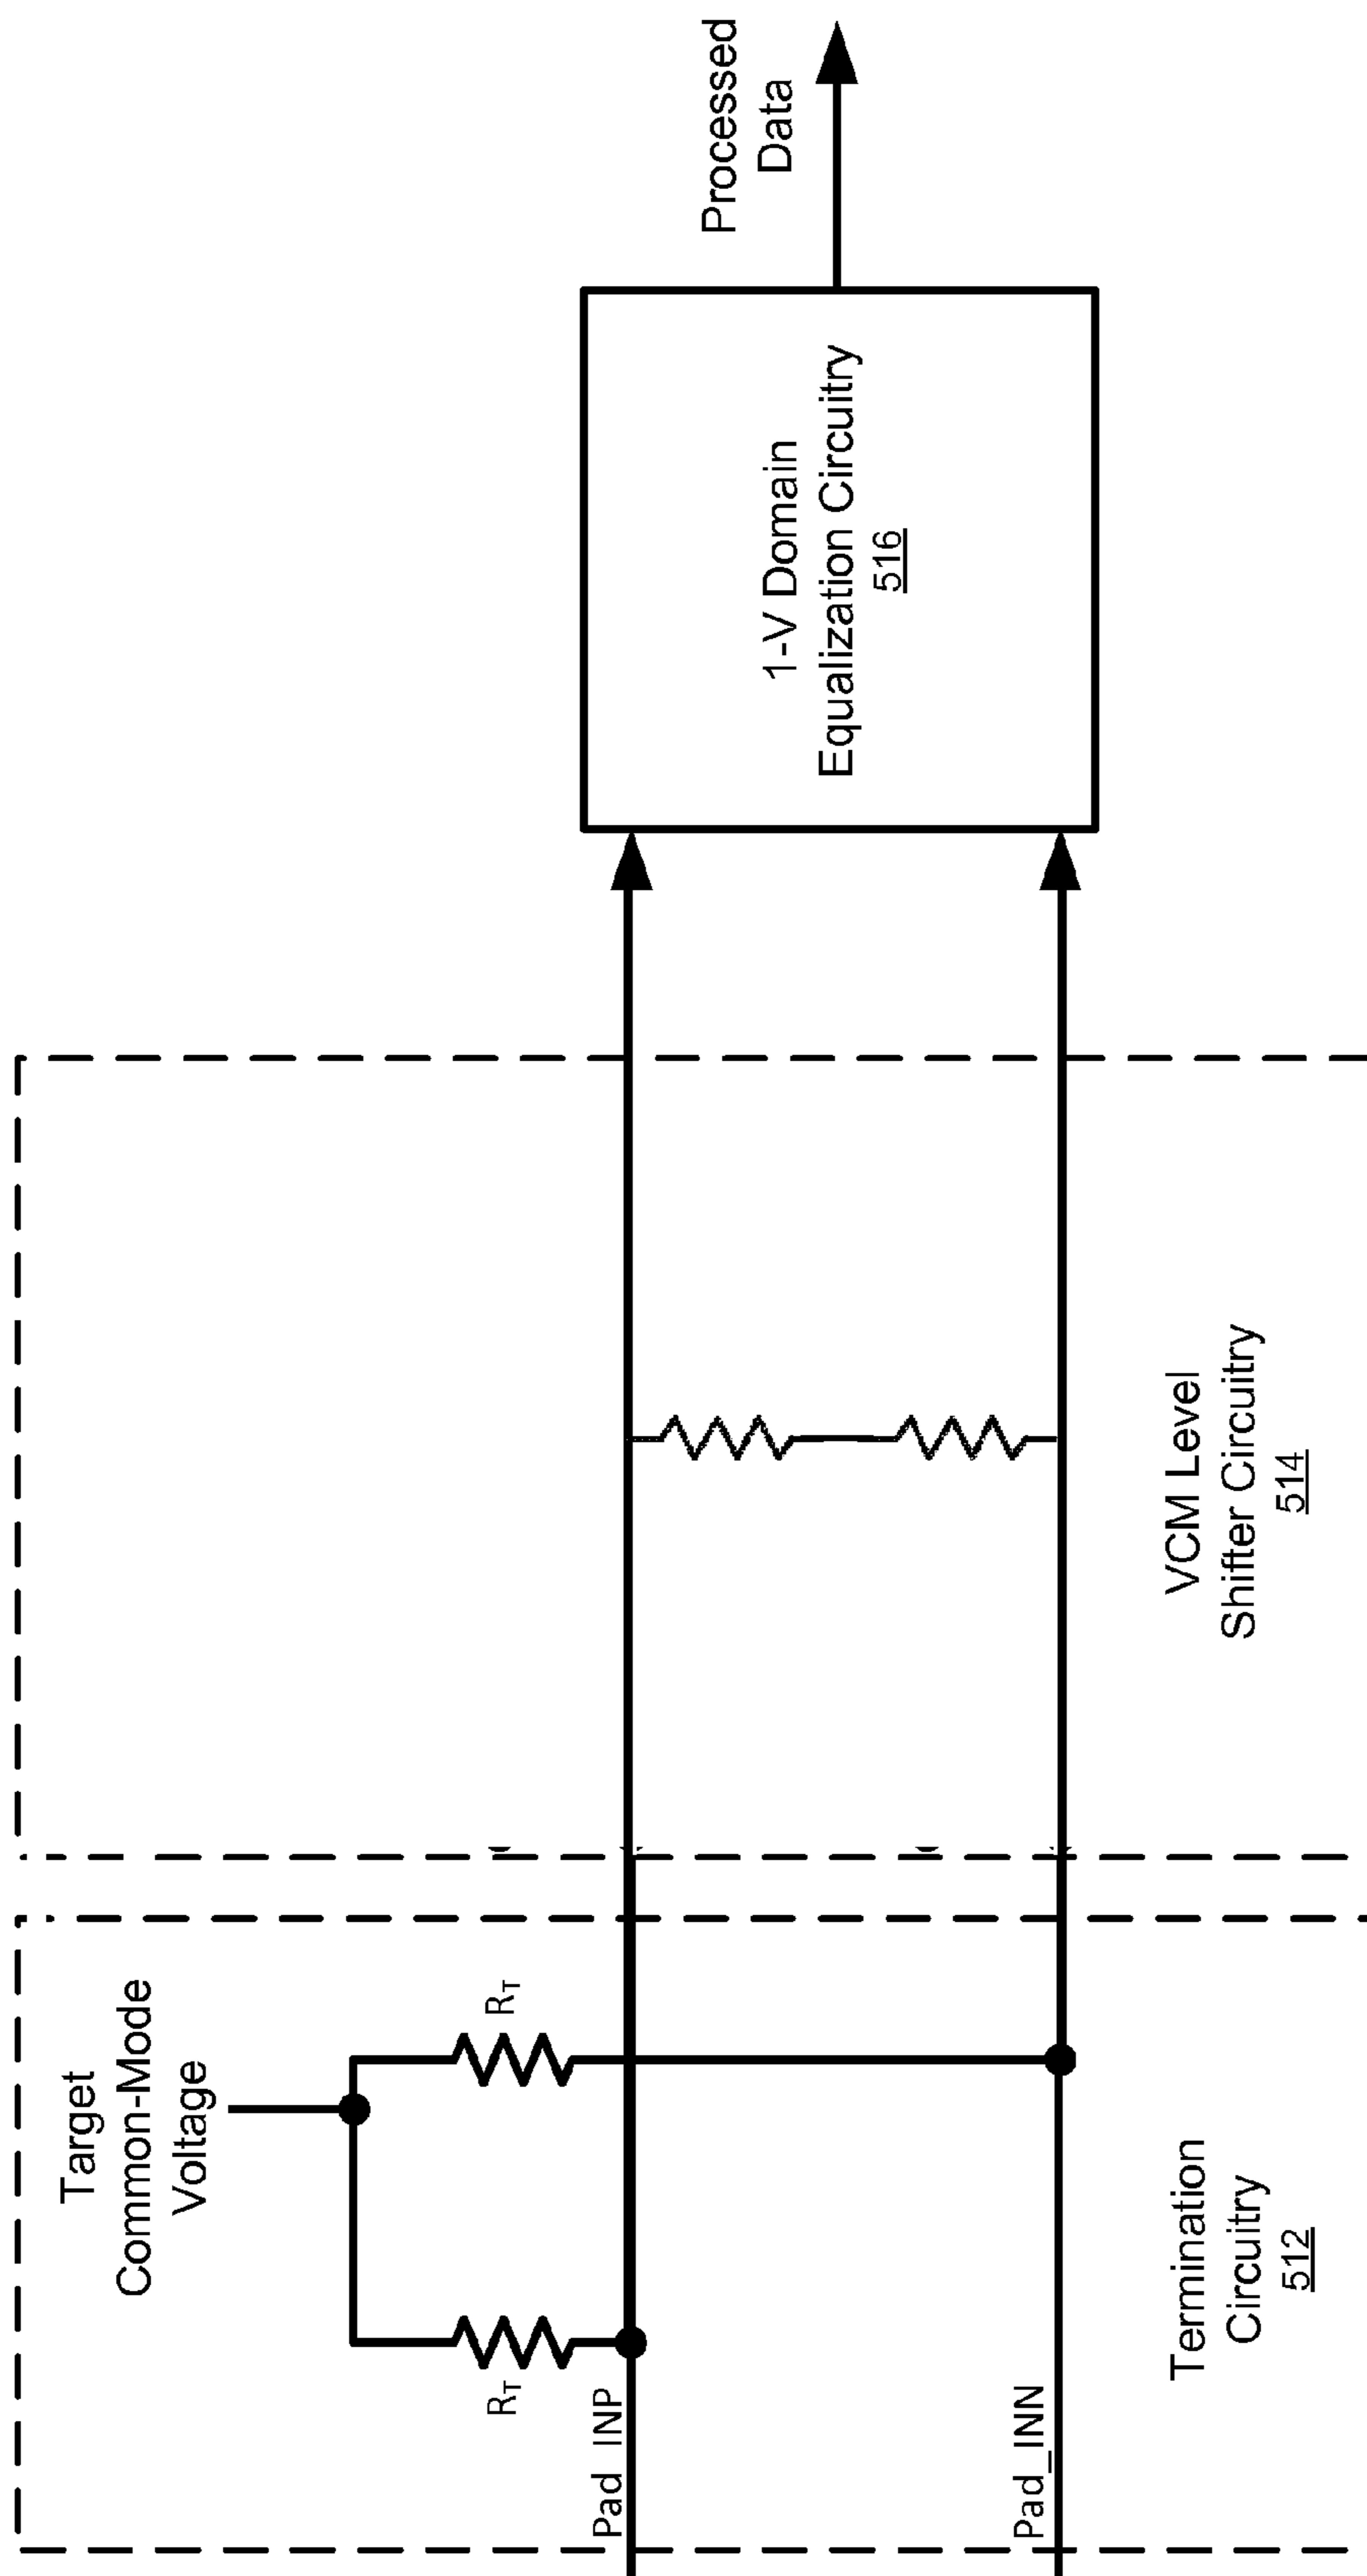 Target
Common-Mode
Voltage
R_T
R_T
Pad_INP
Pad_INN
Termination
Circuitry
512
VCM Level
Shifter Circuitry
514
1-V Domain
Equalization Circuitry
516
Processed
Data